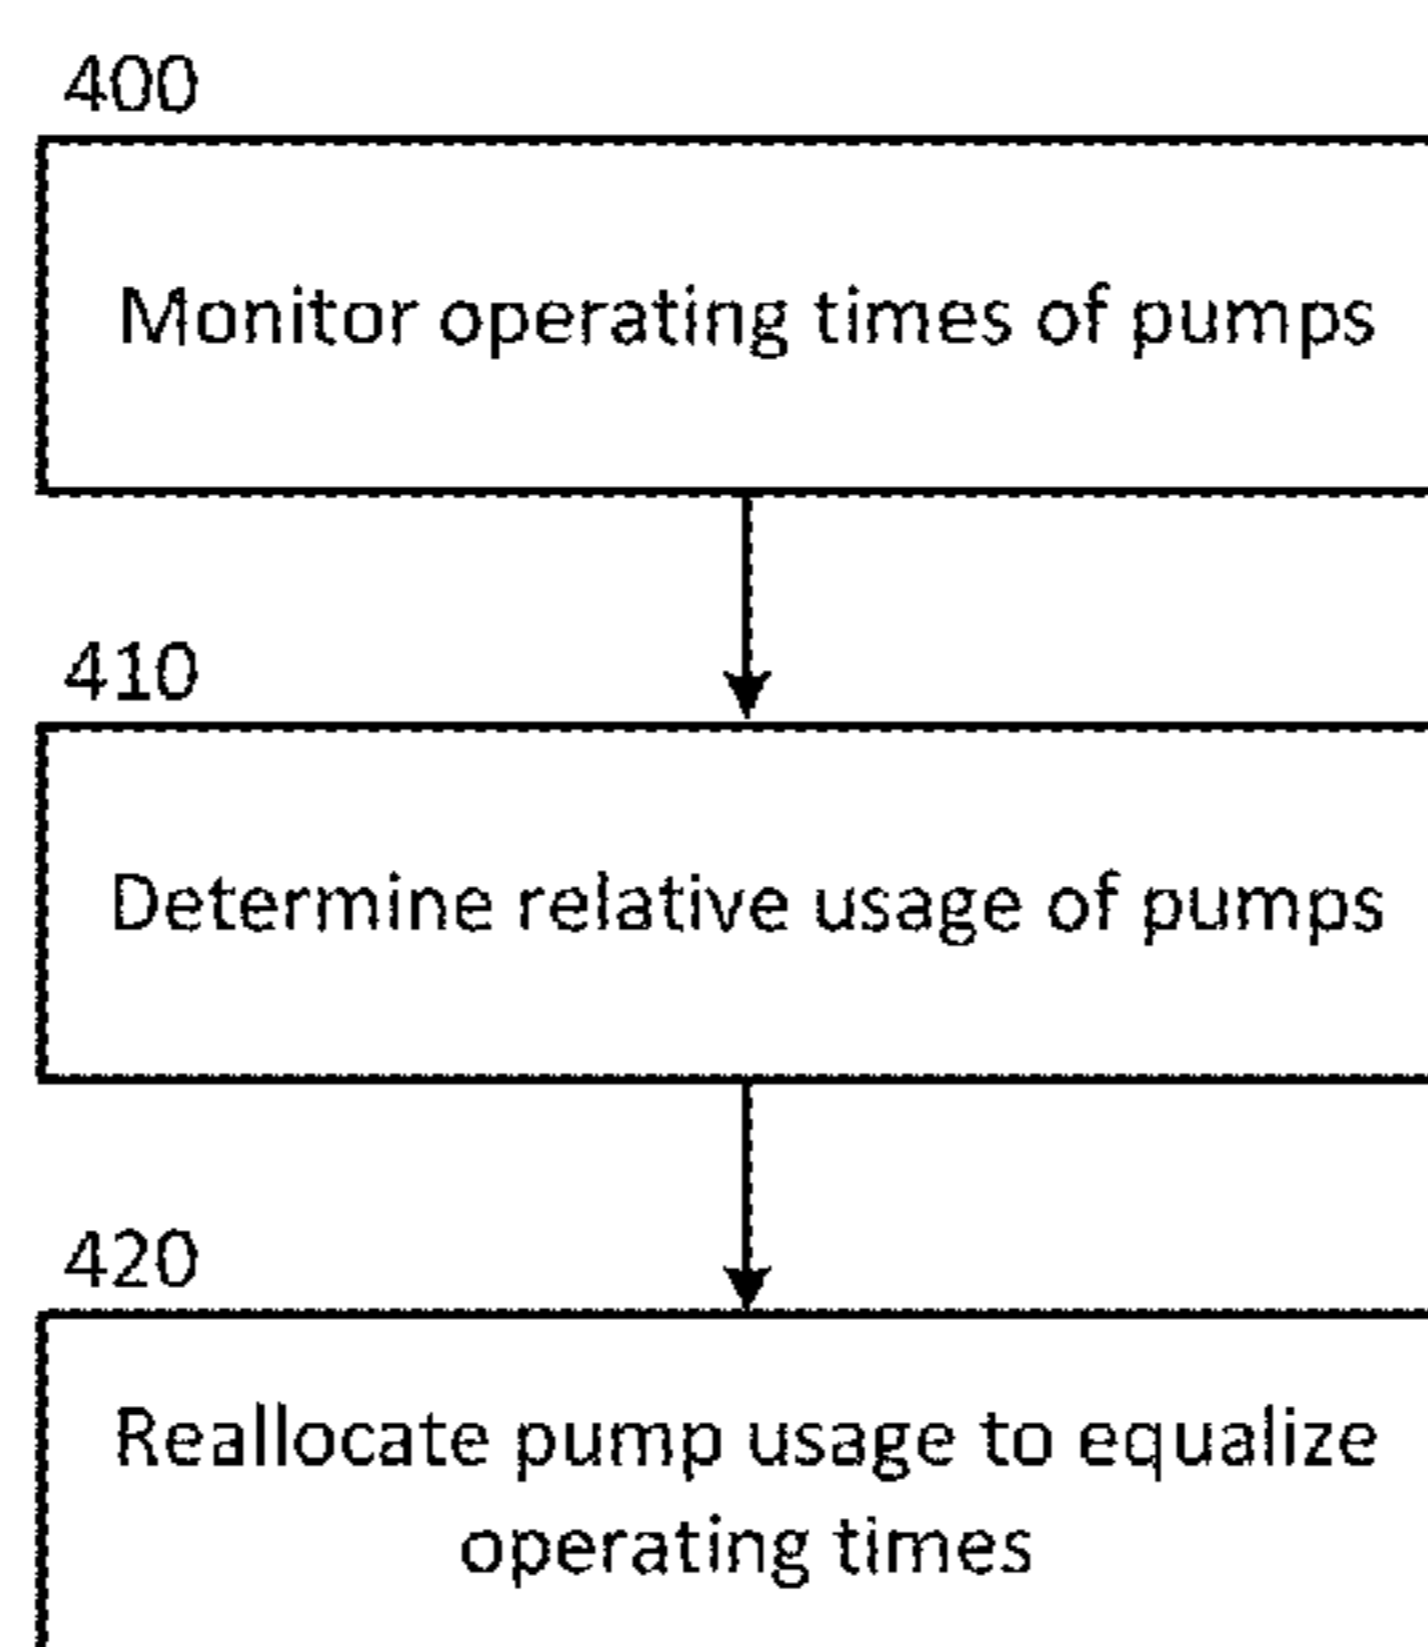 400
Monitor operating times of pumps
410
Determine relative usage of pumps
420
Reallocate pump usage to equalize
operating times